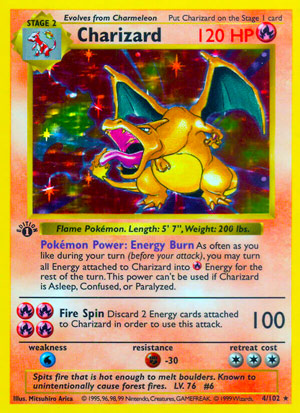 STAGE 2
Evolves from Charmeleon
Put Charizard on the Stage 1 card
Charizard
120 HP
EDITION
1
Flame Pokémon. Length: 5' 7", Weight: 200 lbs.
Pokémon Power: Energy Burn As often as you
like during your turn (before your attack), you may turn
all Energy attached to Charizard into Energy for the
rest of the turn. This power can't be used if Charizard
is Asleep, Confused, or Paralyzed.
Fire Spin Discard 2 Energy cards
attached to Charizard in order to use this attack.
100
weakness
resistance
retreat cost
-30
Spits fire that is hot enough to melt boulders. Known to
unintentionally cause forest fires. LV. 76 #6
Illus. Mitsuhiro Arita
© 1995, 96, 98, 99 Nintendo, Creatures, GAMEFREAK. © 1999 Wizards.
4/102